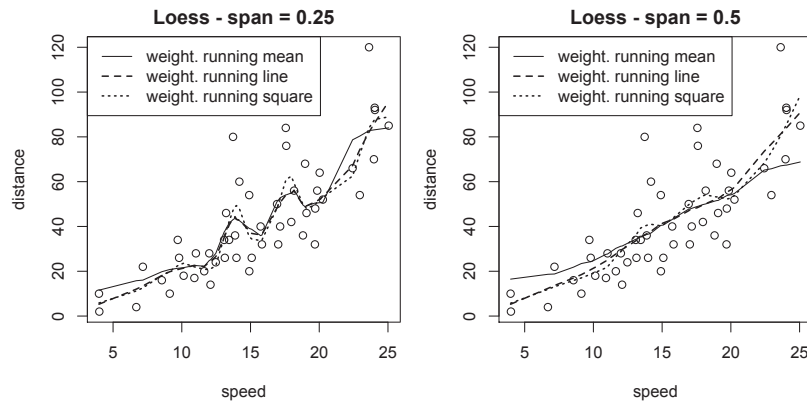 Loess - span = 0.25
120
100
80
60
40
20
0
distance
weight. running mean
weight. running line
weight. running square
5 10 15 20 25
speed
Loess - span = 0.5
120
100
80
60
40
20
0
distance
weight. running mean
weight. running line
weight. running square
5 10 15 20 25
speed